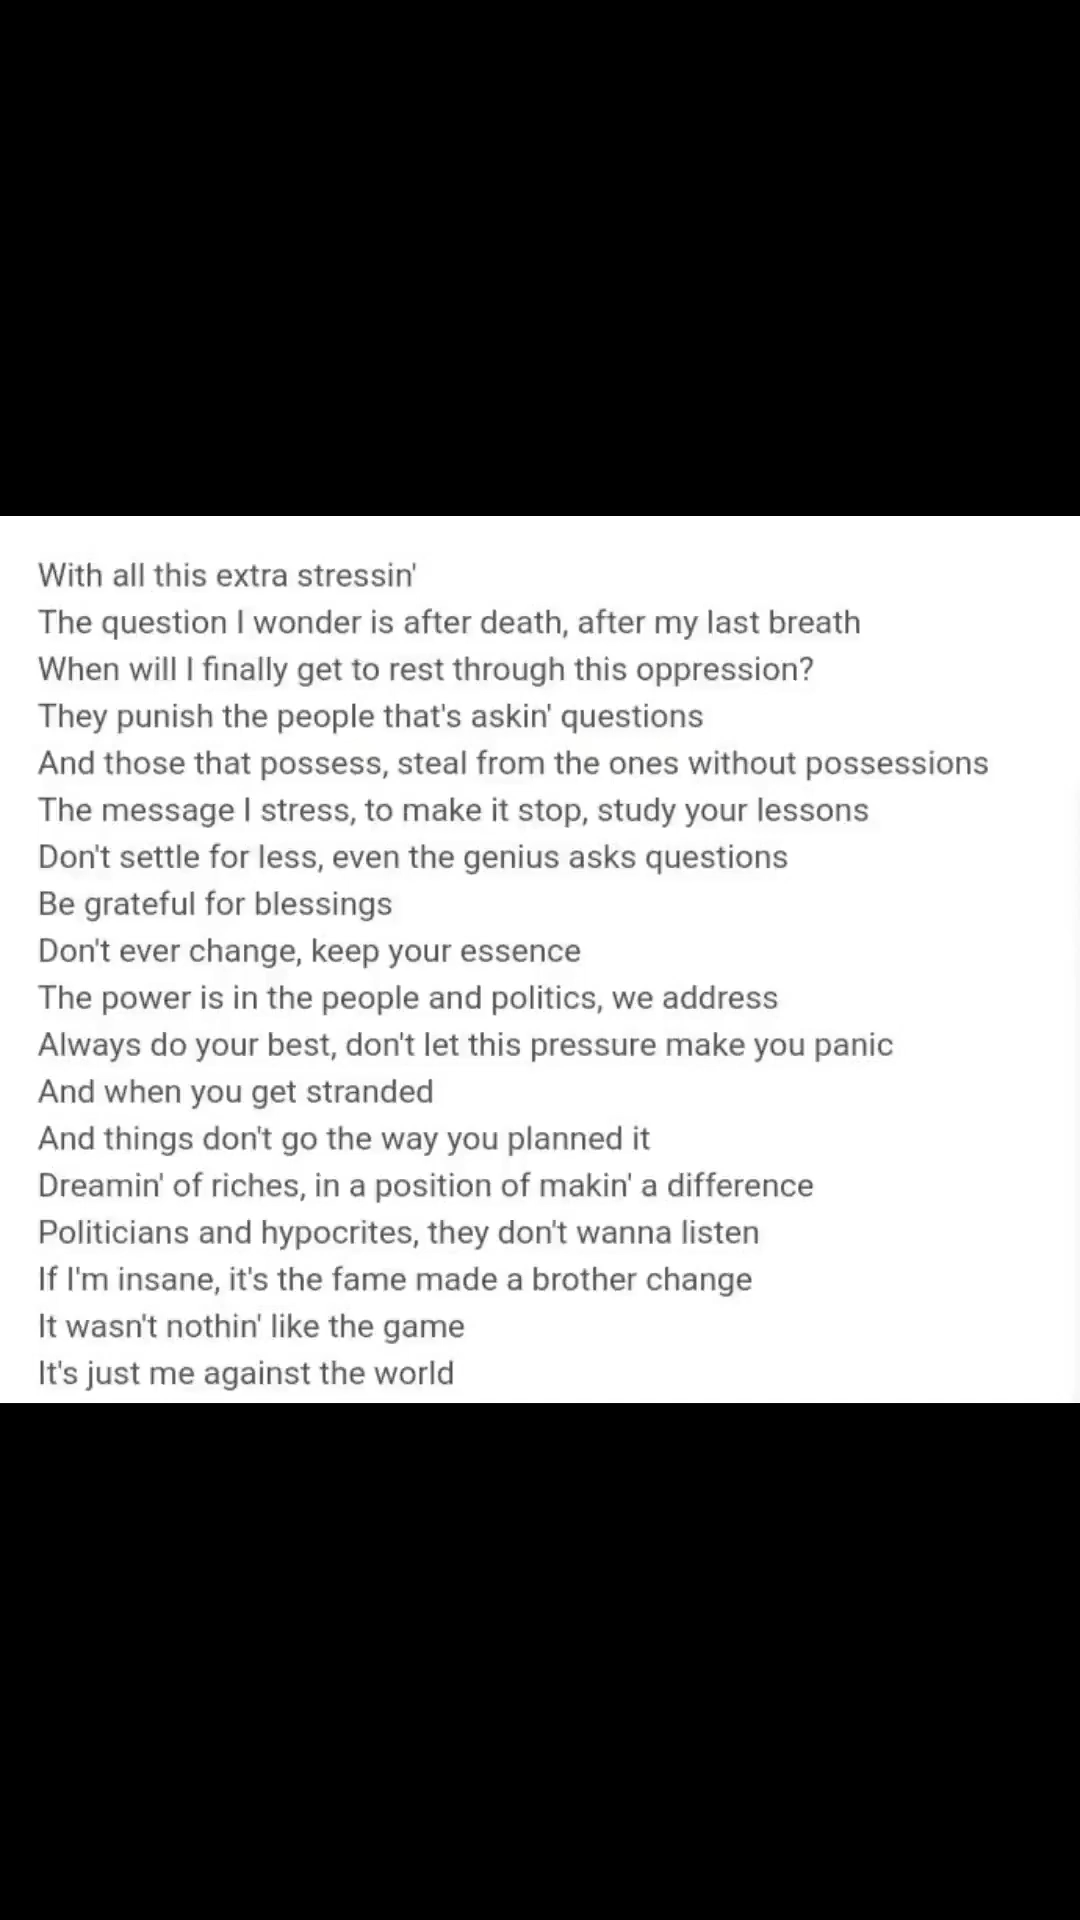 With all this extra stressin'
The question I wonder is after death, after my last breath
When will I finally get to rest through this oppression?
They punish the people that's askin' questions
And those that possess, steal from the ones without possessions
The message I stress, to make it stop, study your lessons
Don't settle for less, even the genius asks questions
Be grateful for blessings
Don't ever change, keep your essence
The power is in the people and politics, we address
Always do your best, don't let this pressure make you panic
And when you get stranded
And things don't go the way you planned it
Dreamin' of riches, in a position of makin' a difference
Politicians and hypocrites, they don't wanna listen
If I'm insane, it's the fame made a brother change
It wasn't nothin' like the game
It's just me against the world